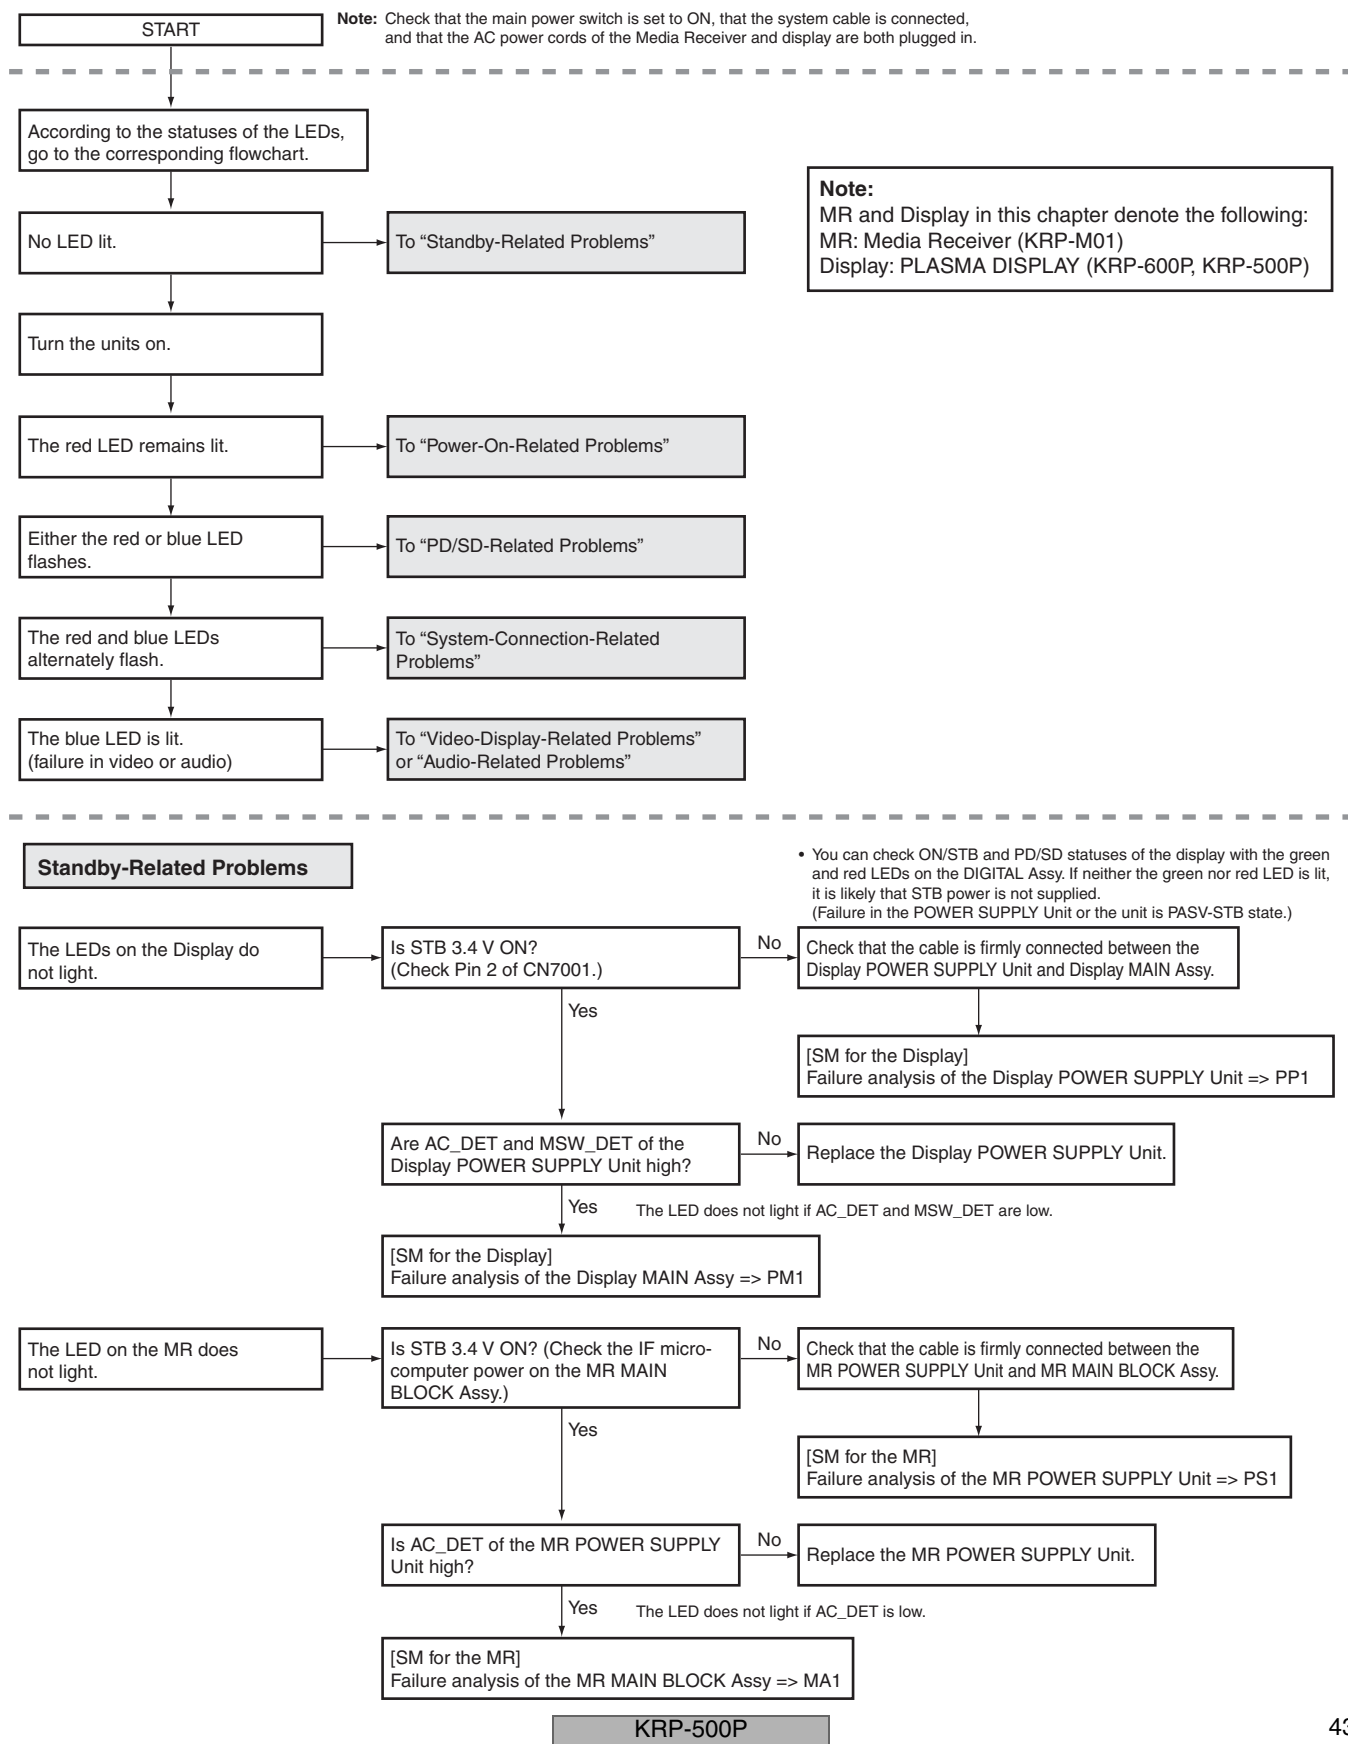 START
Note: Check that the main power switch is set to ON, that the system cable is connected,
and that the AC power cords of the Media Receiver and display are both plugged in.
According to the statuses of the LEDs,
go to the corresponding flowchart.
Note:
MR and Display in this chapter denote the following:
MR: Media Receiver (KRP-M01)
Display: PLASMA DISPLAY (KRP-600P, KRP-500P)
No LED lit.
To “Standby-Related Problems”
Turn the units on.
The red LED remains lit.
To “Power-On-Related Problems”
Either the red or blue LED
flashes.
To “PD/SD-Related Problems”
The red and blue LEDs
alternately flash.
To “System-Connection-Related
Problems”
The blue LED is lit.
(failure in video or audio)
To “Video-Display-Related Problems”
or “Audio-Related Problems”
Standby-Related Problems
• You can check ON/STB and PD/SD statuses of the display with the green
and red LEDs on the DIGITAL Assy. If neither the green nor red LED is lit,
it is likely that STB power is not supplied.
(Failure in the POWER SUPPLY Unit or the unit is PASV-STB state.)
The LEDs on the Display do
not light.
Is STB 3.4 V ON?
(Check Pin 2 of CN7001.)
No
Check that the cable is firmly connected between the
Display POWER SUPPLY Unit and Display MAIN Assy.
Yes
[SM for the Display]
Failure analysis of the Display POWER SUPPLY Unit => PP1
Are AC_DET and MSW_DET of the
Display POWER SUPPLY Unit high?
No
Replace the Display POWER SUPPLY Unit.
Yes
The LED does not light if AC_DET and MSW_DET are low.
[SM for the Display]
Failure analysis of the Display MAIN Assy => PM1
The LED on the MR does
not light.
Is STB 3.4 V ON? (Check the IF micro-
computer power on the MR MAIN
BLOCK Assy.)
No
Check that the cable is firmly connected between the
MR POWER SUPPLY Unit and MR MAIN BLOCK Assy.
Yes
[SM for the MR]
Failure analysis of the MR POWER SUPPLY Unit => PS1
Is AC_DET of the MR POWER SUPPLY
Unit high?
No
Replace the MR POWER SUPPLY Unit.
Yes
The LED does not light if AC_DET is low.
[SM for the MR]
Failure analysis of the MR MAIN BLOCK Assy => MA1
KRP-500P
43